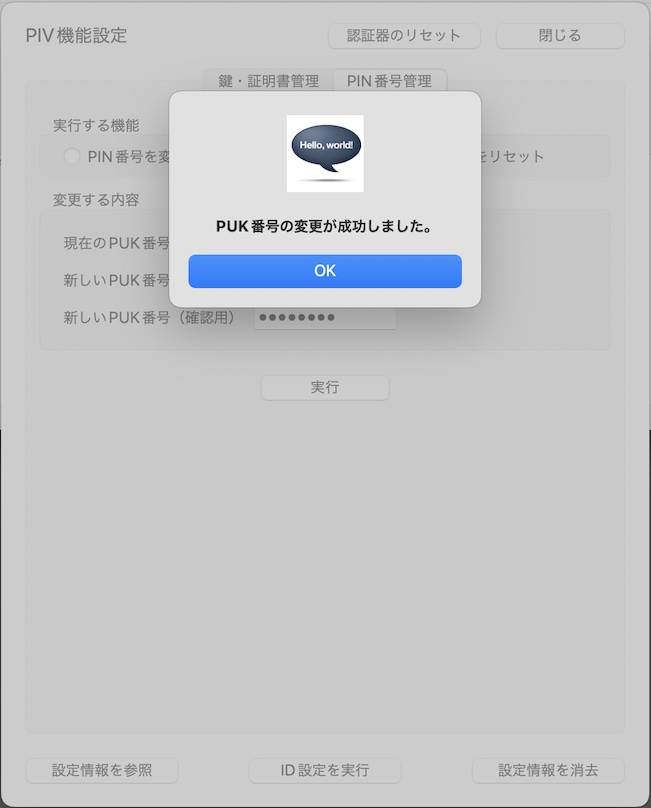 PIV機能設定
認証器のリセット
閉じる
鍵・証明書管理
PIN番号管理
実行する機能
PIN番号を変
をリセット
変更する内容
現在のPUK番号
新しいPUK番号
新しいPUK番号（確認用）
Hello, world!
PUK番号の変更が成功しました。
OK
実行
設定情報を参照
ID設定を実行
設定情報を消去